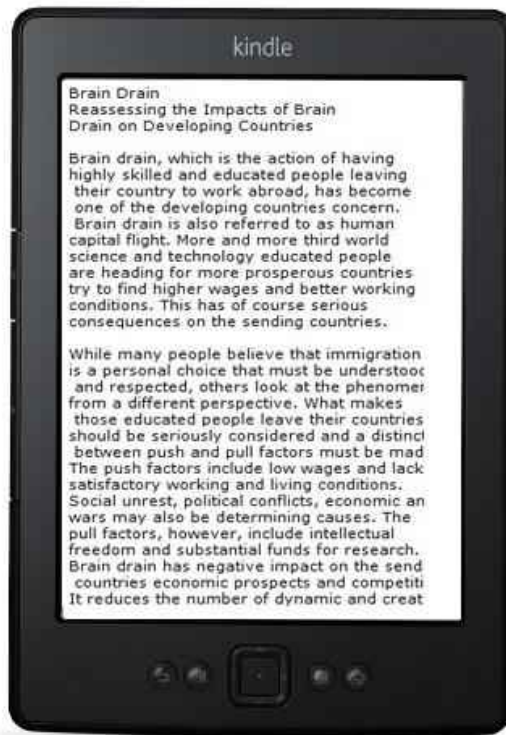 kindle
Brain Drain
Reassessing the Impacts of Brain
Drain on Developing Countries
Brain drain, which is the action of having
highly skilled and educated people leaving
their country to work abroad, has become
one of the developing countries concern.
Brain drain is also referred to as human
capital flight. More and more third world
science and technology educated people
are heading for more prosperous countries
try to find higher wages and better working
conditions. This has of course serious
consequences on the sending countries.
While many people believe that immigration
is a personal choice that must be understood
and respected, others look at the phenomen
from a different perspective. What makes
those educated people leave their countries
should be seriously considered and a distinct
between push and pull factors must be mad
The push factors include low wages and lack
satisfactory working and living conditions.
Social unrest, political conflicts, economic an
wars may also be determining causes. The
pull factors, however, include intellectual
freedom and substantial funds for research.
Brain drain has negative impact on the send
countries economic prospects and competiti
It reduces the number of dynamic and creat